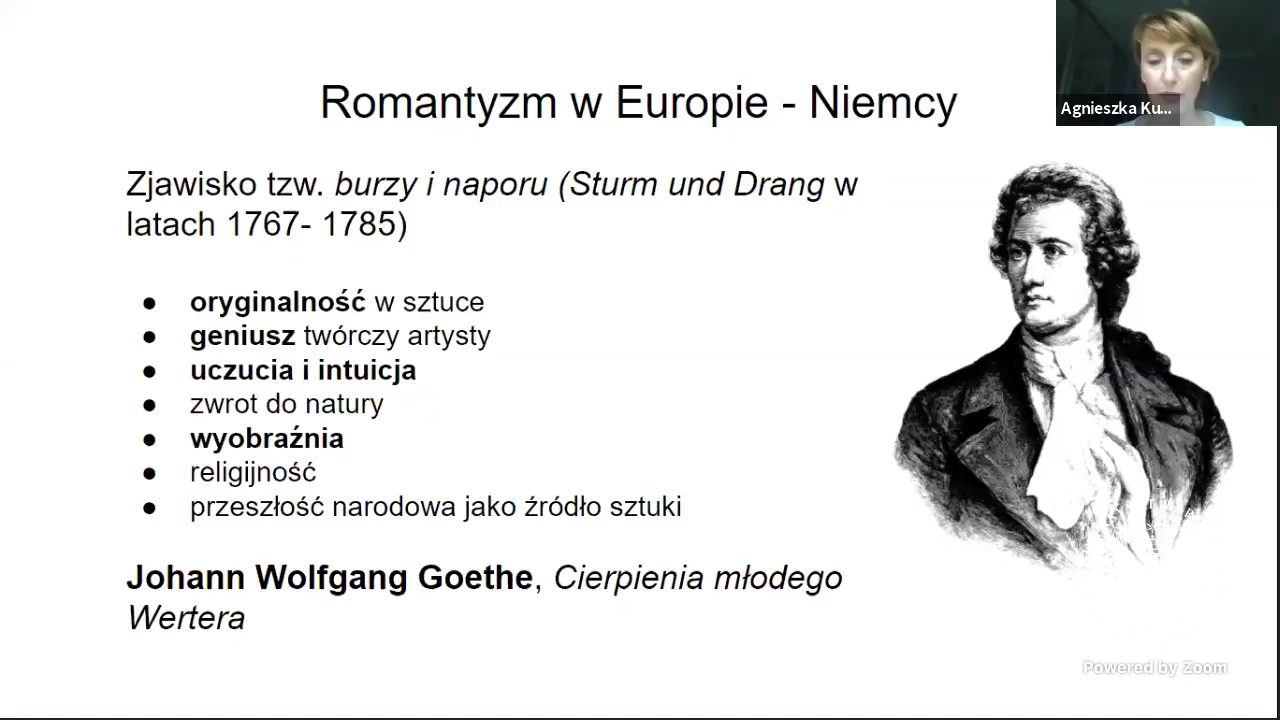 Romantyzm w Europie - Niemcy
Agnieszka Ku...
Zjawisko tzw. burzy i naporu (Sturm und Drang w
latach 1767- 1785)
● oryginalność w sztuce
● geniusz twórczy artysty
● uczucia i intuicja
● zwrot do natury
● wyobraźnia
● religijność
● przeszłość narodowa jako źródło sztuki
Johann Wolfgang Goethe, Cierpienia młodego
Wertera
Powered by Zoom